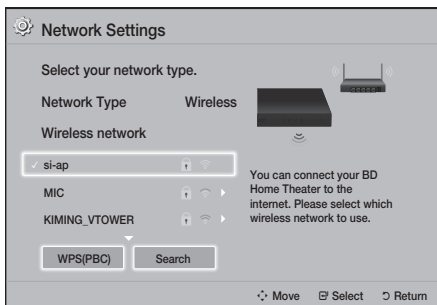 Network Settings
Select your network type.
Network Type Wireless
Wireless network
si-ap
MIC
KIMING_VTOWER
WPS(PBC) Search
You can connect your BD
Home Theater to the
internet. Please select which
wireless network to use.
Move Select Return